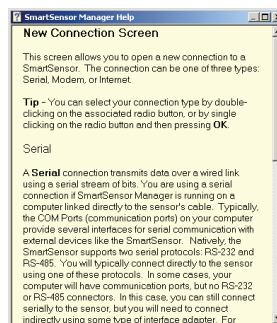 SmartSensor Manager Help
New Connection Screen
This screen allows you to open a new connection to a
SmartSensor. The connection can be one of three types:
Serial, Modem, or Internet.
Tip - You can select your connection type by double-
clicking on the associated radio button, or by single
clicking on the radio button and then pressing OK.
Serial
A Serial connection transmits data over a wired link
using a serial stream of bits. You are using a serial
connection if SmartSensor Manager is running on a
computer linked directly to the sensor's cable. Typically,
the COM Ports (communication ports) on your computer
provide several interfaces for serial communication with
external devices like the SmartSensor. Natively, the
SmartSensor supports two serial protocols: RS-232 and
RS-485. You will typically connect directly to the sensor
using one of these protocols. In some cases, your
computer will have communication ports, but no RS-232
or RS-485 connectors. In this case, you can still connect
serially to the sensor, but you will need to connect
indirectly using some type of interface adapter. For